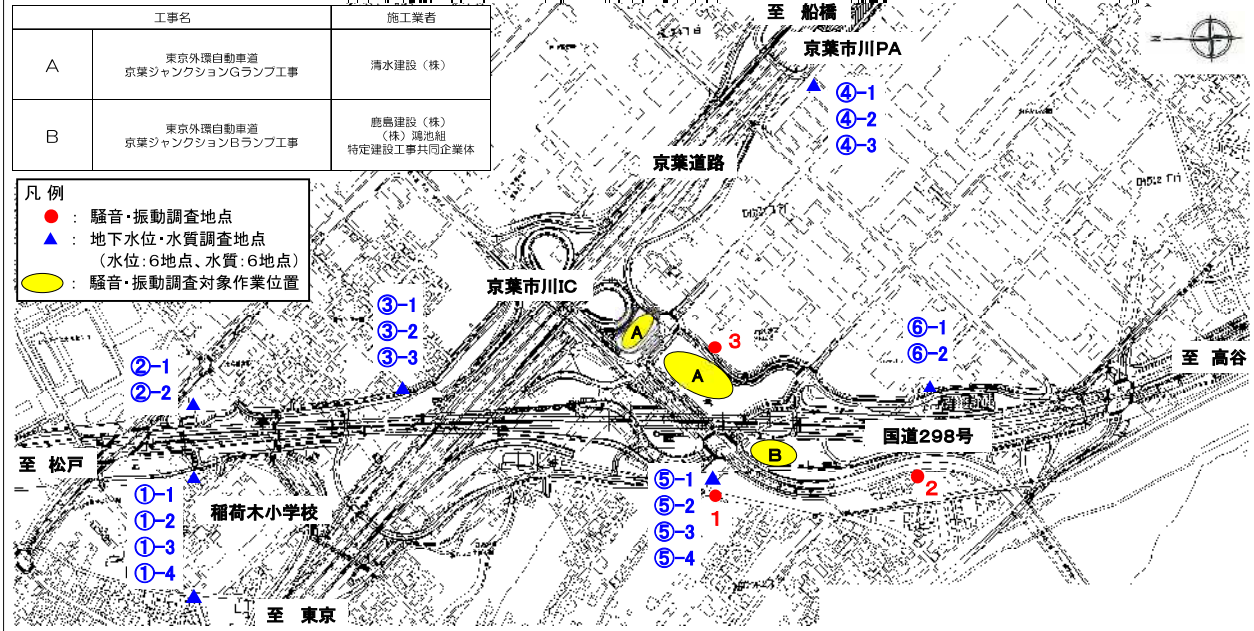 工事名
施工業者
A
東京外環自動車道
京葉ジャンクションGランプ工事
清水建設（株）
B
東京外環自動車道
京葉ジャンクションBランプ工事
鹿島建設（株）
（株）鴻池組
特定建設工事共同企業体
凡 例
： 騒音・振動調査地点
： 地下水位・水質調査地点
（水位：6地点、水質：6地点）
： 騒音・振動調査対象作業位置
至 船橋
京葉市川PA
④-1
④-2
④-3
京葉道路
京葉市川IC
③-1
③-2
③-3
A
3
A
⑥-1
⑥-2
至 高谷
②-1
②-2
国道298号
B
至 松戸
①-1
①-2
①-3
①-4
稲荷木小学校
⑤-1
⑤-2
⑤-3
⑤-4
1
2
至 東京